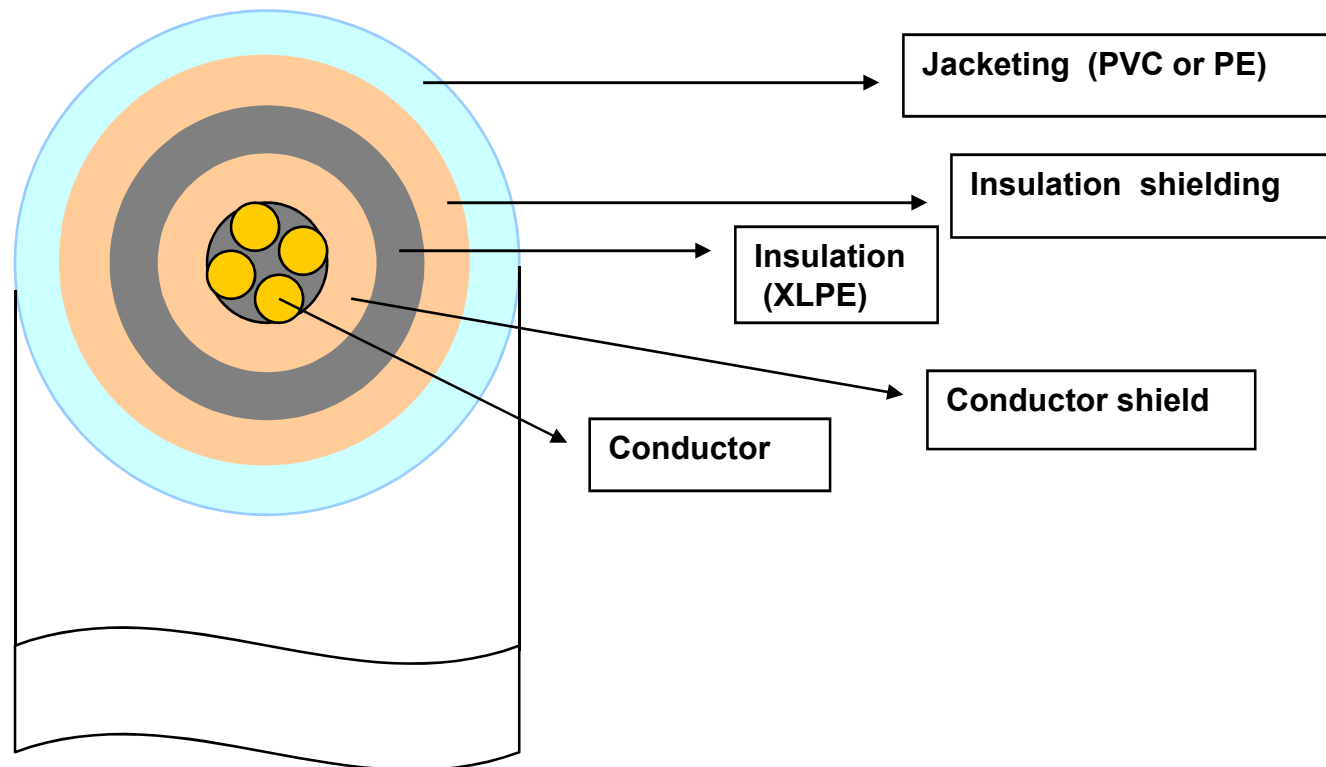 Jacketing (PVC or PE)
Insulation shielding
Insulation
(XLPE)
Conductor shield
Conductor